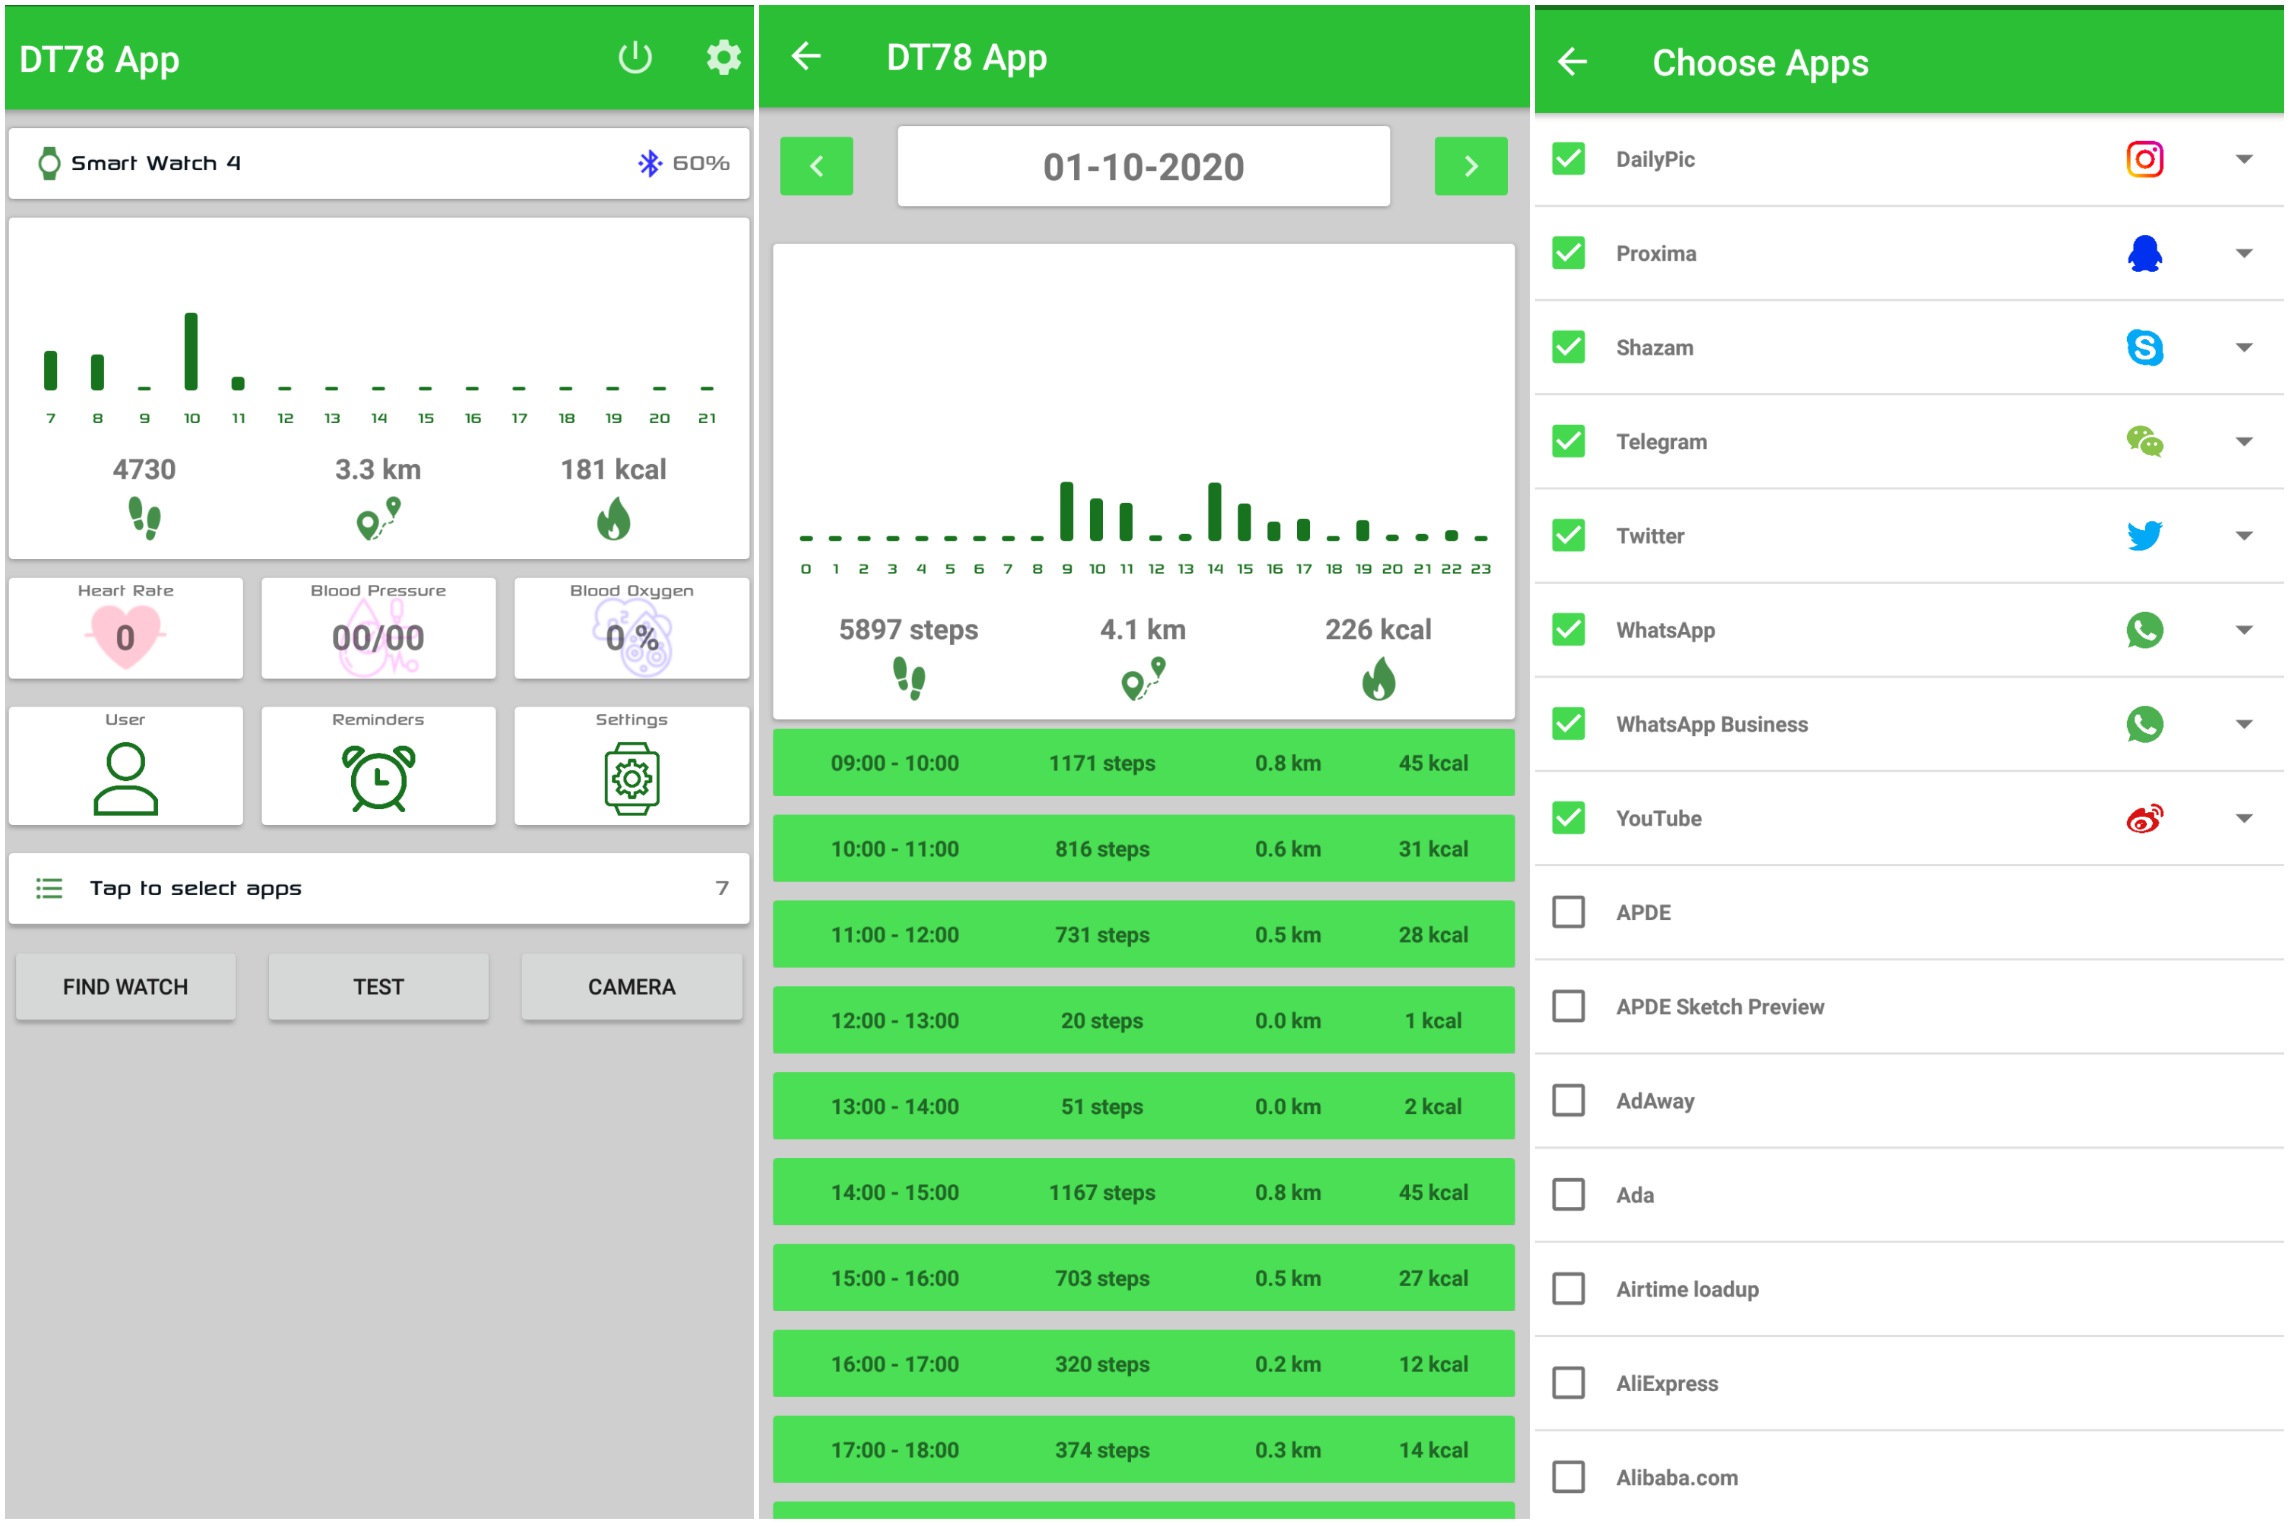 DT78 App
Smart Watch 4 60%
7 8 9 10 11 12 13 14 15 16 17 18 19 20 21
4730 3.3 km 181 kcal
Heart Rate Blood Pressure Blood Oxygen
0 00/00 0 %
User Reminders Settings
Tap to select apps 7
FIND WATCH TEST CAMERA
DT78 App
01-10-2020
0 1 2 3 4 5 6 7 8 9 10 11 12 13 14 15 16 17 18 19 20 21 22 23
5897 steps 4.1 km 226 kcal
09:00 - 10:00 1171 steps 0.8 km 45 kcal
10:00 - 11:00 816 steps 0.6 km 31 kcal
11:00 - 12:00 731 steps 0.5 km 28 kcal
12:00 - 13:00 20 steps 0.0 km 1 kcal
13:00 - 14:00 51 steps 0.0 km 2 kcal
14:00 - 15:00 1167 steps 0.8 km 45 kcal
15:00 - 16:00 703 steps 0.5 km 27 kcal
16:00 - 17:00 320 steps 0.2 km 12 kcal
17:00 - 18:00 374 steps 0.3 km 14 kcal
Choose Apps
DailyPic
Proxima
Shazam
Telegram
Twitter
WhatsApp
WhatsApp Business
YouTube
APDE
APDE Sketch Preview
AdAway
Ada
Airtime loadup
AliExpress
Alibaba.com